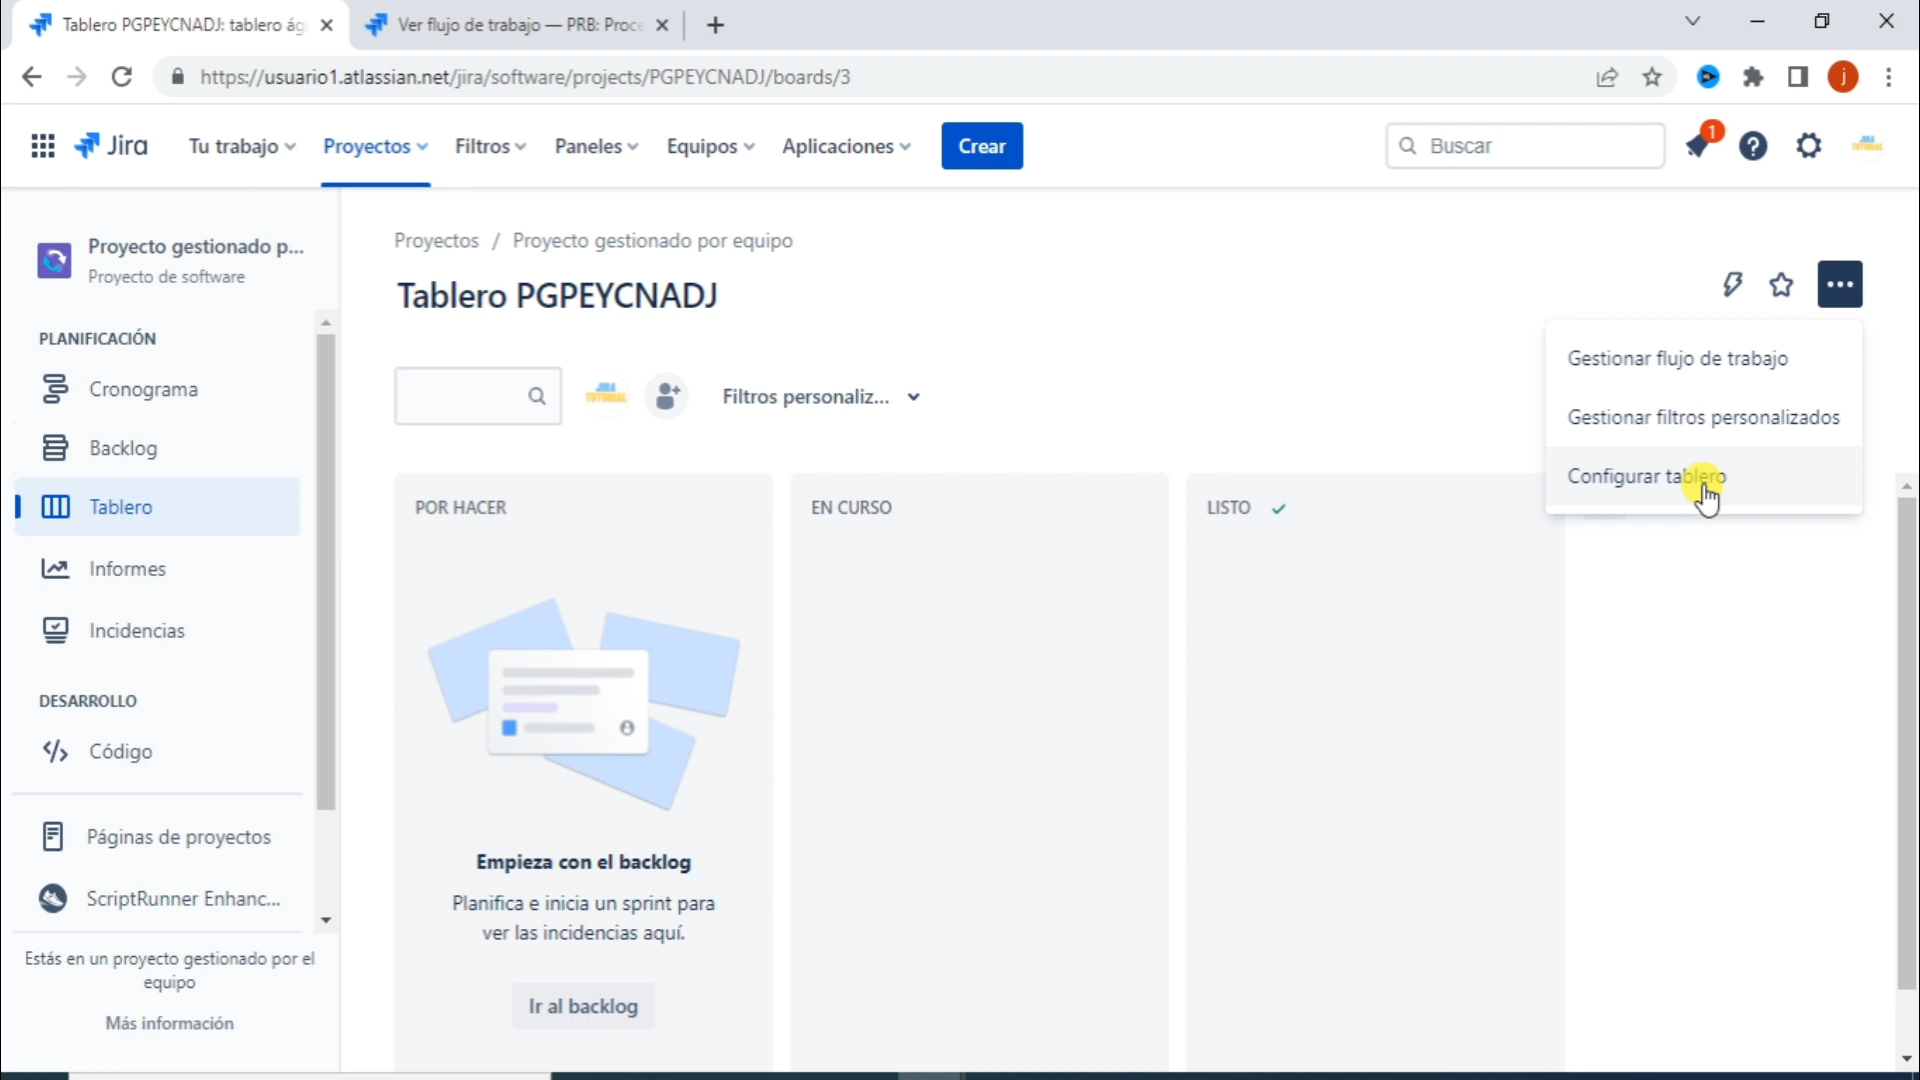 Tablero PGPEYCNADJ: tablero ág
Ver flujo de trabajo — PRB: Proce
https://usuario1.atlassian.net/jira/software/projects/PGPEYCNADJ/boards/3
j
Jira
Tu trabajo
Proyectos
Filtros
Paneles
Equipos
Aplicaciones
Crear
Buscar
1
JIRA
TUTORIAL
Proyecto gestionado p...
Proyecto de software
PLANIFICACIÓN
Cronograma
Backlog
Tablero
Informes
Incidencias
DESARROLLO
Código
Páginas de proyectos
ScriptRunner Enhanc...
Estás en un proyecto gestionado por el
equipo
Más información
Proyectos / Proyecto gestionado por equipo
Tablero PGPEYCNADJ
JIRA
TUTORIAL
Filtros personaliz...
Gestionar flujo de trabajo
Gestionar filtros personalizados
Configurar tablero
POR HACER
EN CURSO
LISTO
Empieza con el backlog
Planifica e inicia un sprint para
ver las incidencias aquí.
Ir al backlog